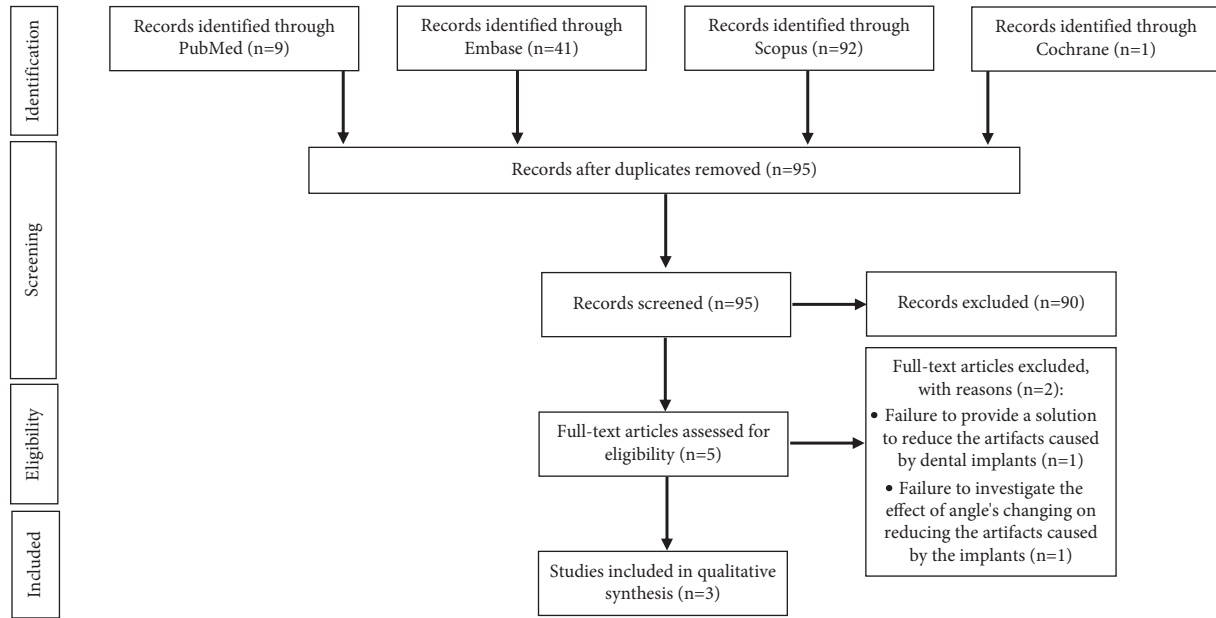 Identification
Records identified through
PubMed (n=9)
Records identified through
Embase (n=41)
Records identified through
Scopus (n=92)
Records identified through
Cochrane (n=1)
Screening
Records after duplicates removed (n=95)
Records screened (n=95)
Records excluded (n=90)
Eligibility
Full-text articles assessed for
eligibility (n=5)
Full-text articles excluded,
with reasons (n=2):
• Failure to provide a solution
to reduce the artifacts caused
by dental implants (n=1)
• Failure to investigate the
effect of angle's changing on
reducing the artifacts caused
by the implants (n=1)
Included
Studies included in qualitative
synthesis (n=3)